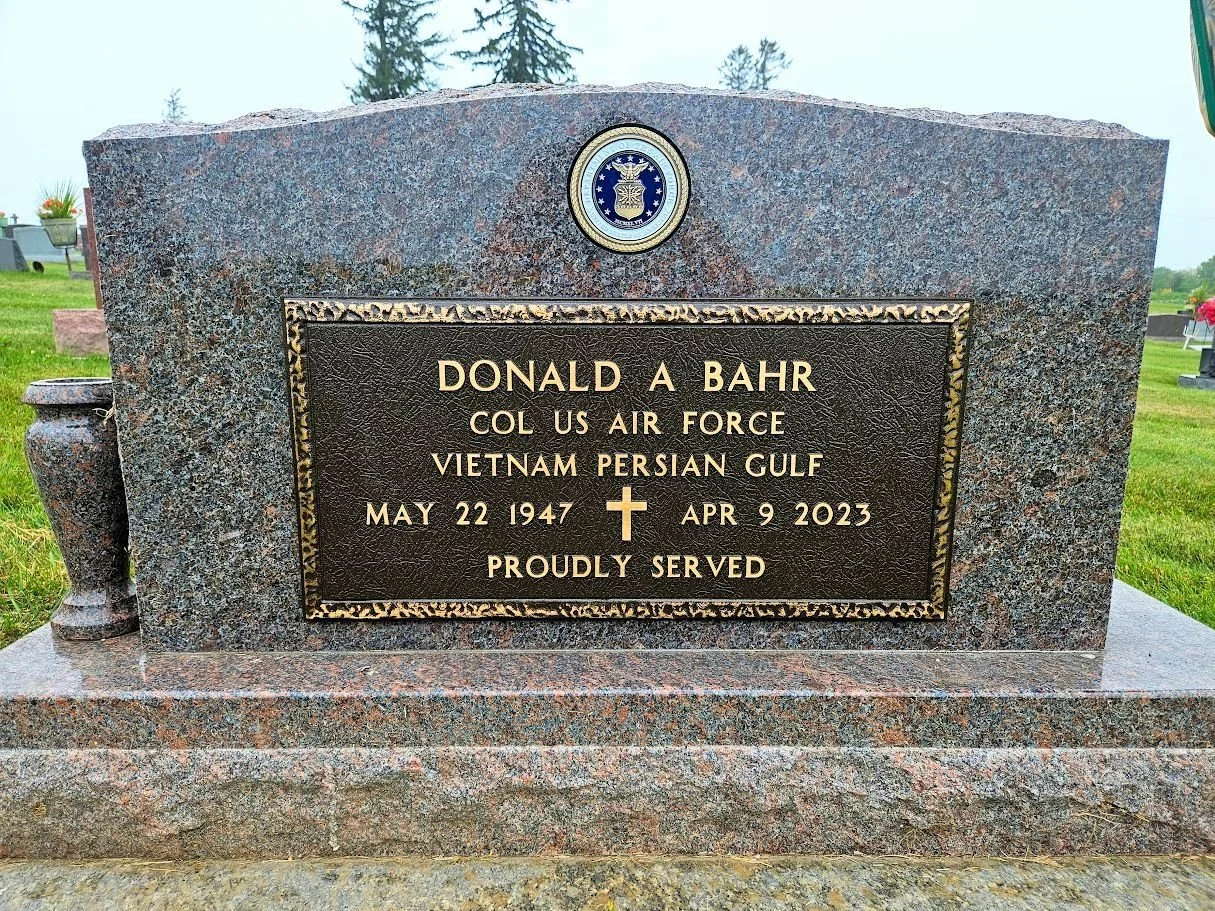 DONALD A BAHR
COL US AIR FORCE
VIETNAM PERSIAN GULF
MAY 22 1947 APR 9 2023
PROUDLY SERVED